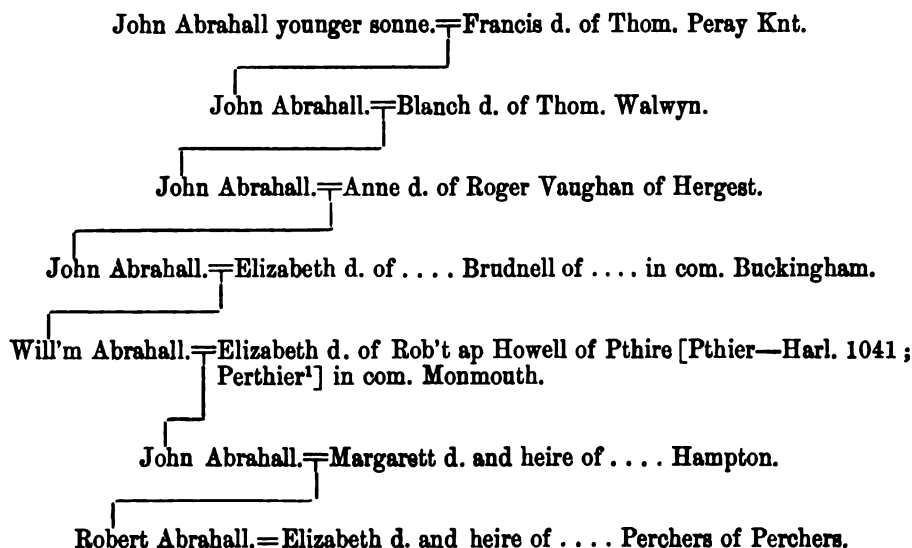 John Abrahall younger sonne.=Francis d. of Thom. Peray Knt.
John Abrahall.=Blanch d. of Thom. Walwyn.
John Abrahall.=Anne d. of Roger Vaughan of Hergest.
John Abrahall.=Elizabeth d. of .... Brudnell of .... in com. Buckingham.
Will'm Abrahall.=Elizabeth d. of Rob't ap Howell of Pthire [Pthier—Harl. 1041;
Perthier¹] in com. Monmouth.
John Abrahall.=Margarett d. and heire of .... Hampton.
Robert Abrahall.=Elizabeth d. and heire of .... Perchers of Perchers.